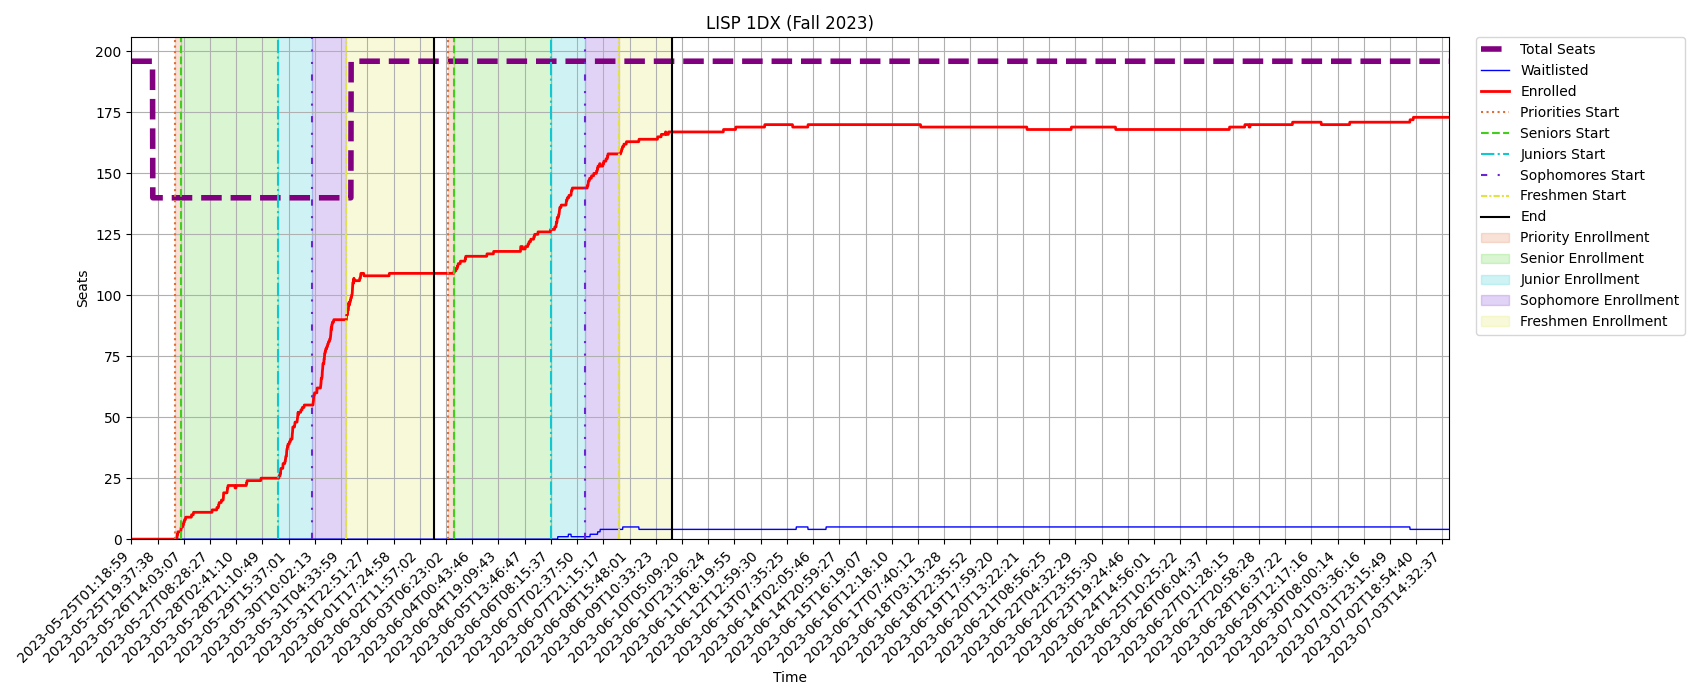 LISP 1DX (Fall 2023)
Seats
200
175
150
125
100
75
50
25
0
2023-05-25T01:18:59
2023-05-25T19:37:38
2023-05-26T14:03:07
2023-05-27T08:28:27
2023-05-28T02:41:10
2023-05-28T21:10:49
2023-05-29T15:37:01
2023-05-30T10:02:13
2023-05-31T04:33:59
2023-05-31T22:51:27
2023-06-01T17:24:58
2023-06-02T11:57:02
2023-06-03T06:23:02
2023-06-04T00:43:46
2023-06-04T19:09:43
2023-06-05T13:46:47
2023-06-06T08:15:37
2023-06-07T02:37:50
2023-06-07T21:15:17
2023-06-08T15:48:01
2023-06-09T10:33:23
2023-06-10T05:09:20
2023-06-10T23:36:24
2023-06-11T18:19:55
2023-06-12T12:59:30
2023-06-13T07:35:25
2023-06-14T02:05:46
2023-06-14T20:59:27
2023-06-15T16:19:07
2023-06-16T12:18:10
2023-06-17T07:40:12
2023-06-18T03:13:28
2023-06-18T22:35:52
2023-06-19T17:59:20
2023-06-20T13:22:21
2023-06-21T08:56:25
2023-06-22T04:32:29
2023-06-22T23:55:30
2023-06-23T19:24:46
2023-06-24T14:56:01
2023-06-25T10:25:22
2023-06-26T06:04:37
2023-06-27T01:28:15
2023-06-27T20:58:28
2023-06-28T16:37:22
2023-06-29T12:17:16
2023-06-30T08:00:14
2023-07-01T03:36:16
2023-07-01T23:15:49
2023-07-02T18:54:40
2023-07-03T14:32:37
Time
Total Seats
Waitlisted
Enrolled
Priorities Start
Seniors Start
Juniors Start
Sophomores Start
Freshmen Start
End
Priority Enrollment
Senior Enrollment
Junior Enrollment
Sophomore Enrollment
Freshmen Enrollment